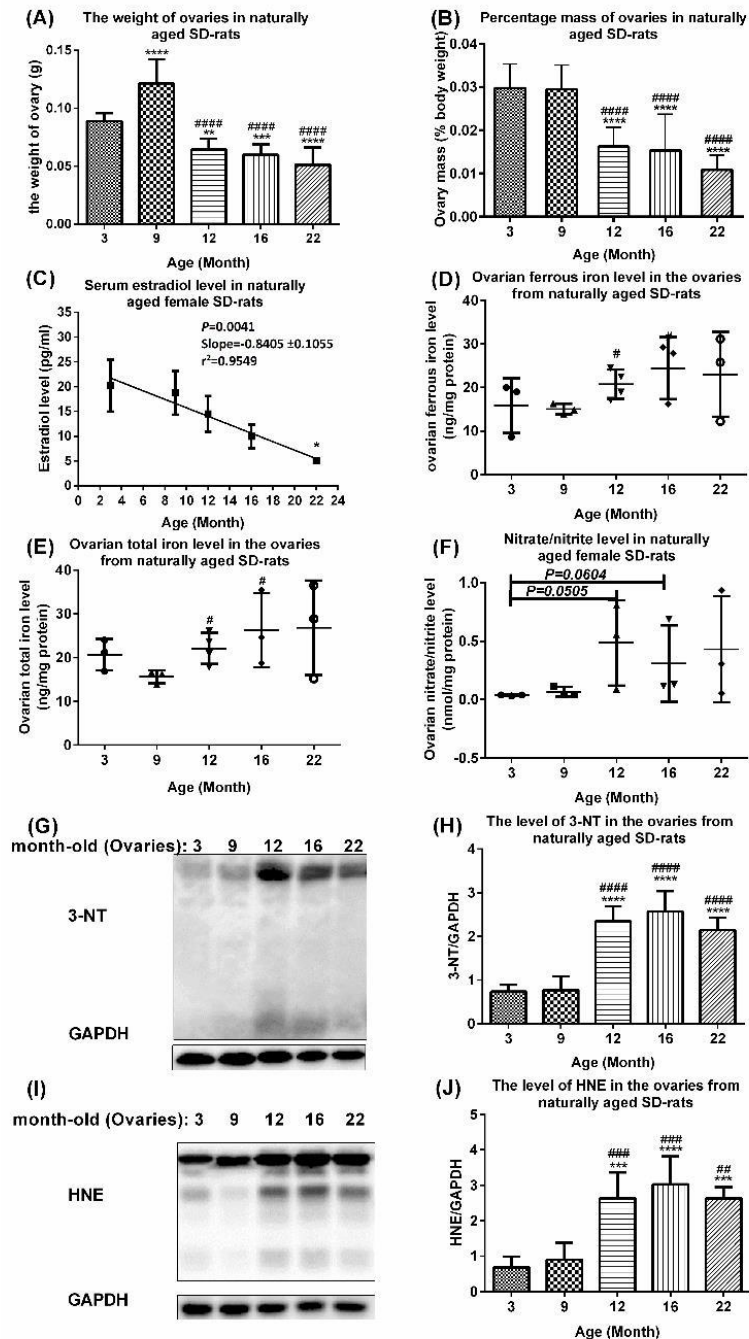 (A) The weight of ovaries in naturally
aged SD-rats
the weight of ovary (g)
0.15
0.10
0.05
0.00
****
####
**
####
***
####
****
3 9 12 16 22
Age (Month)
(B) Percentage mass of ovaries in naturally
aged SD-rats
Ovary mass (% body weight)
0.04
0.03
0.02
0.01
0.00
####
****
####
****
####
****
3 9 12 16 22
Age (Month)
(C) Serum estradiol level in naturally
aged female SD-rats
P=0.0041
Slope=-0.8405 ±0.1055
r²=0.9549
Estradiol level (pg/ml)
35
30
25
20
15
10
5
0
*
0 2 4 6 8 10 12 14 16 18 20 22 24
Age (Month)
(D) Ovarian ferrous iron level in the ovaries
from naturally aged SD-rats
ovarian ferrous iron level
(ng/mg protein)
40
30
20
10
0
#
#
3 9 12 16 22
Age (Month)
(E) Ovarian total iron level in the ovaries
from naturally aged SD-rats
Ovarian total iron level
(ng/mg protein)
40
30
20
10
0
#
#
3 9 12 16 22
Age (Month)
(F) Nitrate/nitrite level in naturally
aged female SD-rats
P=0.0604
P=0.0505
Ovarian nitrate/nitrite level
(nmol/mg protein)
1.0
0.5
0.0
-0.5
3 9 12 16 22
Age (Month)
(G)
month-old (Ovaries): 3 9 12 16 22
3-NT
GAPDH
(H) The level of 3-NT in the ovaries from
naturally aged SD-rats
3-NT/GAPDH
4
3
2
1
0
####
****
####
****
####
****
3 9 12 16 22
Age (Month)
(I)
month-old (Ovaries): 3 9 12 16 22
HNE
GAPDH
(J) The level of HNE in the ovaries from
naturally aged SD-rats
HNE/GAPDH
5
4
3
2
1
0
###
***
###
****
##
***
3 9 12 16 22
Age (Month)